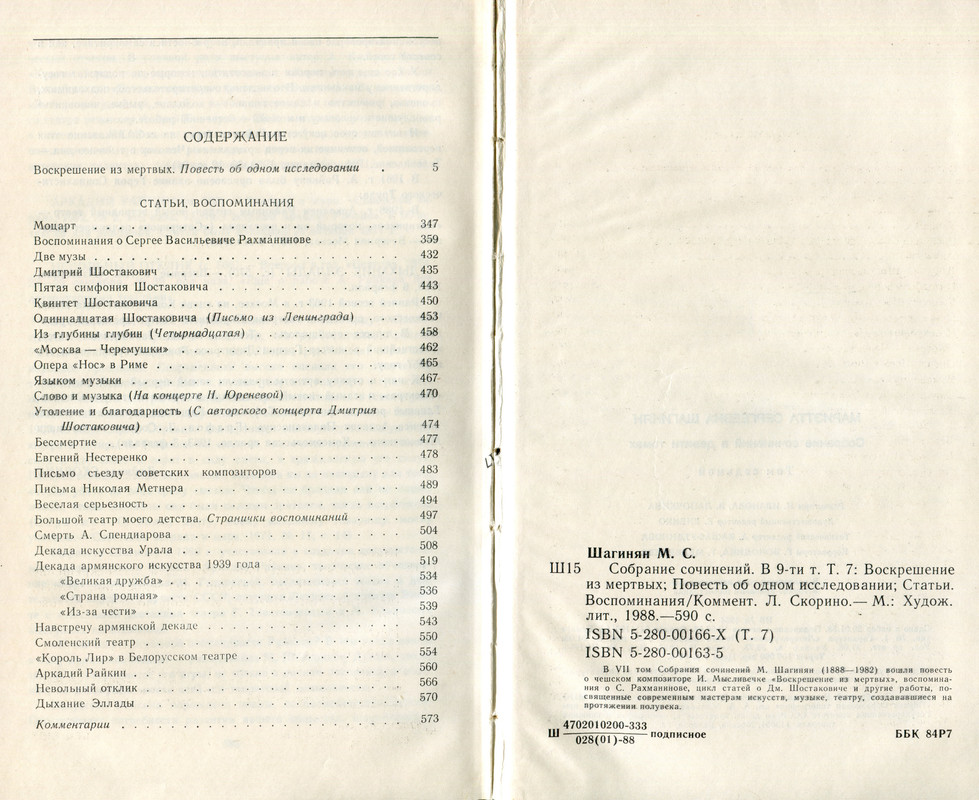 СОДЕРЖАНИЕ
Воскрешение из мертвых. Повесть об одном исследовании . 5
СТАТЬИ, ВОСПОМИНАНИЯ
Моцарт . . . . . . . . . . . . . . . . . . . . 347
Воспоминания о Сергее Васильевиче Рахманинове . . . . . . . 359
Две музы . . . . . . . . . . . . . . . . . . . . 432
Дмитрий Шостакович . . . . . . . . . . . . . . . . 435
Пятая симфония Шостаковича . . . . . . . . . . . . . 443
Квинтет Шостаковича . . . . . . . . . . . . . . . . 450
Одиннадцатая Шостаковича (Письмо из Ленинграда) . . . 453
Из глубины глубин (Четырнадцатая) . . . . . . . . . . . 458
«Москва — Черемушки» . . . . . . . . . . . . . . . 462
Опера «Нос» в Риме . . . . . . . . . . . . . . . . . 465
Языком музыки . . . . . . . . . . . . . . . . . . 467
Слово и музыка (На концерте Н. Юреневой) . . . . . . . . 470
Утоление и благодарность (С авторского концерта Дмитрия
Шостаковича) . . . . . . . . . . . . . . . . . 474
Бессмертие . . . . . . . . . . . . . . . . . . . 477
Евгений Нестеренко . . . . . . . . . . . . . . . . 478
Письмо съезду советских композиторов . . . . . . . . 483
Письма Николая Метнера . . . . . . . . . . . . . . 489
Веселая серьезность . . . . . . . . . . . . . . . . 494
Большой театр моего детства. Странички воспоминаний . . . . 497
Смерть А. Спендиарова . . . . . . . . . . . . . . . 504
Декада искусства Урала . . . . . . . . . . . . . . . 508
Декада армянского искусства 1939 года . . . . . . . . . . 519
«Великая дружба» . . . . . . . . . . . . . . . . 534
«Страна родная» . . . . . . . . . . . . . . . . 536
«Из-за чести» . . . . . . . . . . . . . . . . . 539
Навстречу армянской декаде . . . . . . . . . . . . . 543
Смоленский театр . . . . . . . . . . . . . . . . . 550
«Король Лир» в Белорусском театре . . . . . . . . . . . 554
Аркадий Райкин . . . . . . . . . . . . . . . . . . 560
Невольный отклик . . . . . . . . . . . . . . . . . 566
Дыхание Эллады . . . . . . . . . . . . . . . . . . 570
Комментарии . . . . . . . . . . . . . . . . . . . 573
Шагинян М. С.
Ш15 Собрание сочинений. В 9-ти т. Т. 7: Воскрешение
из мертвых; Повесть об одном исследовании; Статьи.
Воспоминания/Коммент. Л. Скорино.— М.: Худож.
лит., 1988.—590 с.
ISBN 5-280-00166-X (Т. 7)
ISBN 5-280-00163-5
В VII том Собрания сочинений М. Шагинян (1888—1982) вошли повесть
о чешском композиторе И. Мысливечке «Воскрешение из мертвых», воспомина-
ния о С. Рахманинове, цикл статей о Дм. Шостаковиче и другие работы, по-
священные современным мастерам искусств, музыке, театру, создававшиеся на
протяжении полувека.
4702010200-333
Ш подписное ББК 84Р7
028(01)-88